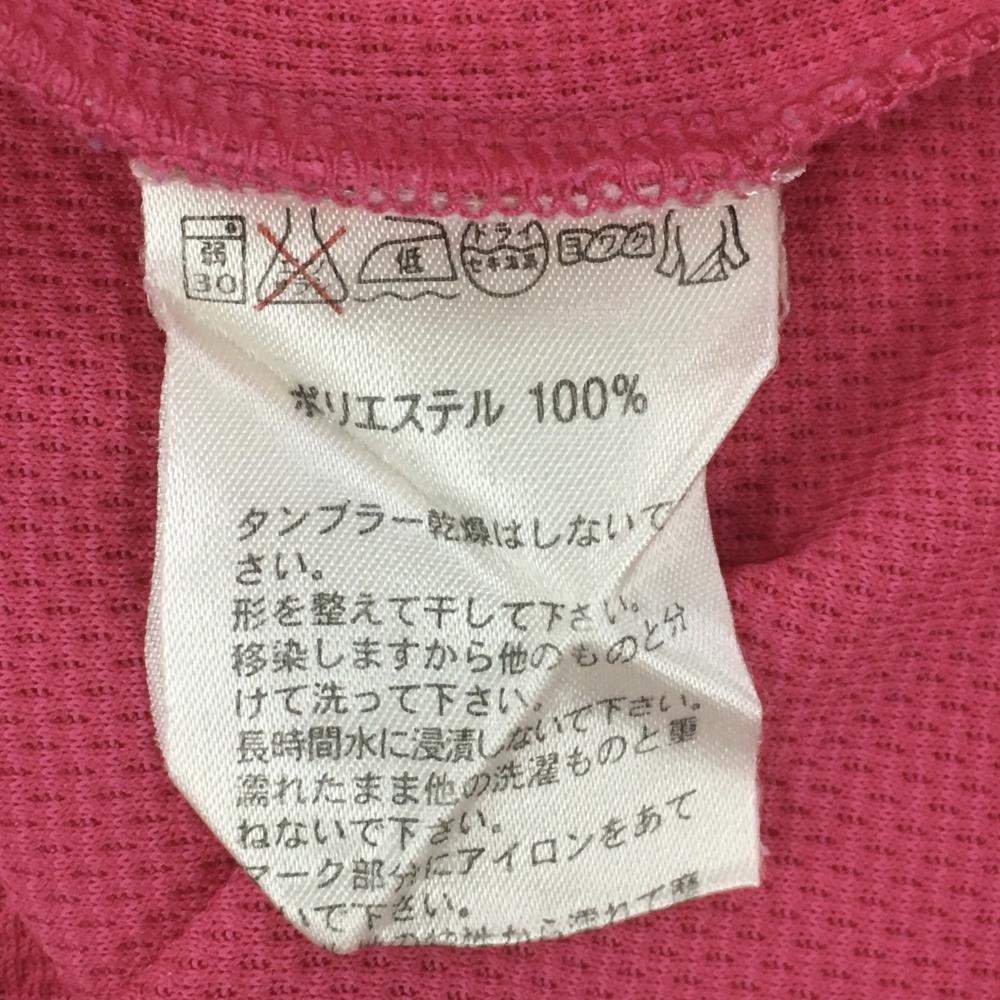 弱 低 ドライ ヨワク
30 セキユ系
ポリエステル 100%
タンブラー乾燥はしないで
さい。
形を整えて干して下さい。
移染しますから他のものと分
けて洗って下さい。
長時間水に浸漬しないで下さい。
濡れたまま他の洗濯ものと重
ねないで下さい。
マーク部分にアイロンをあて
いで下さい。
から濡れて